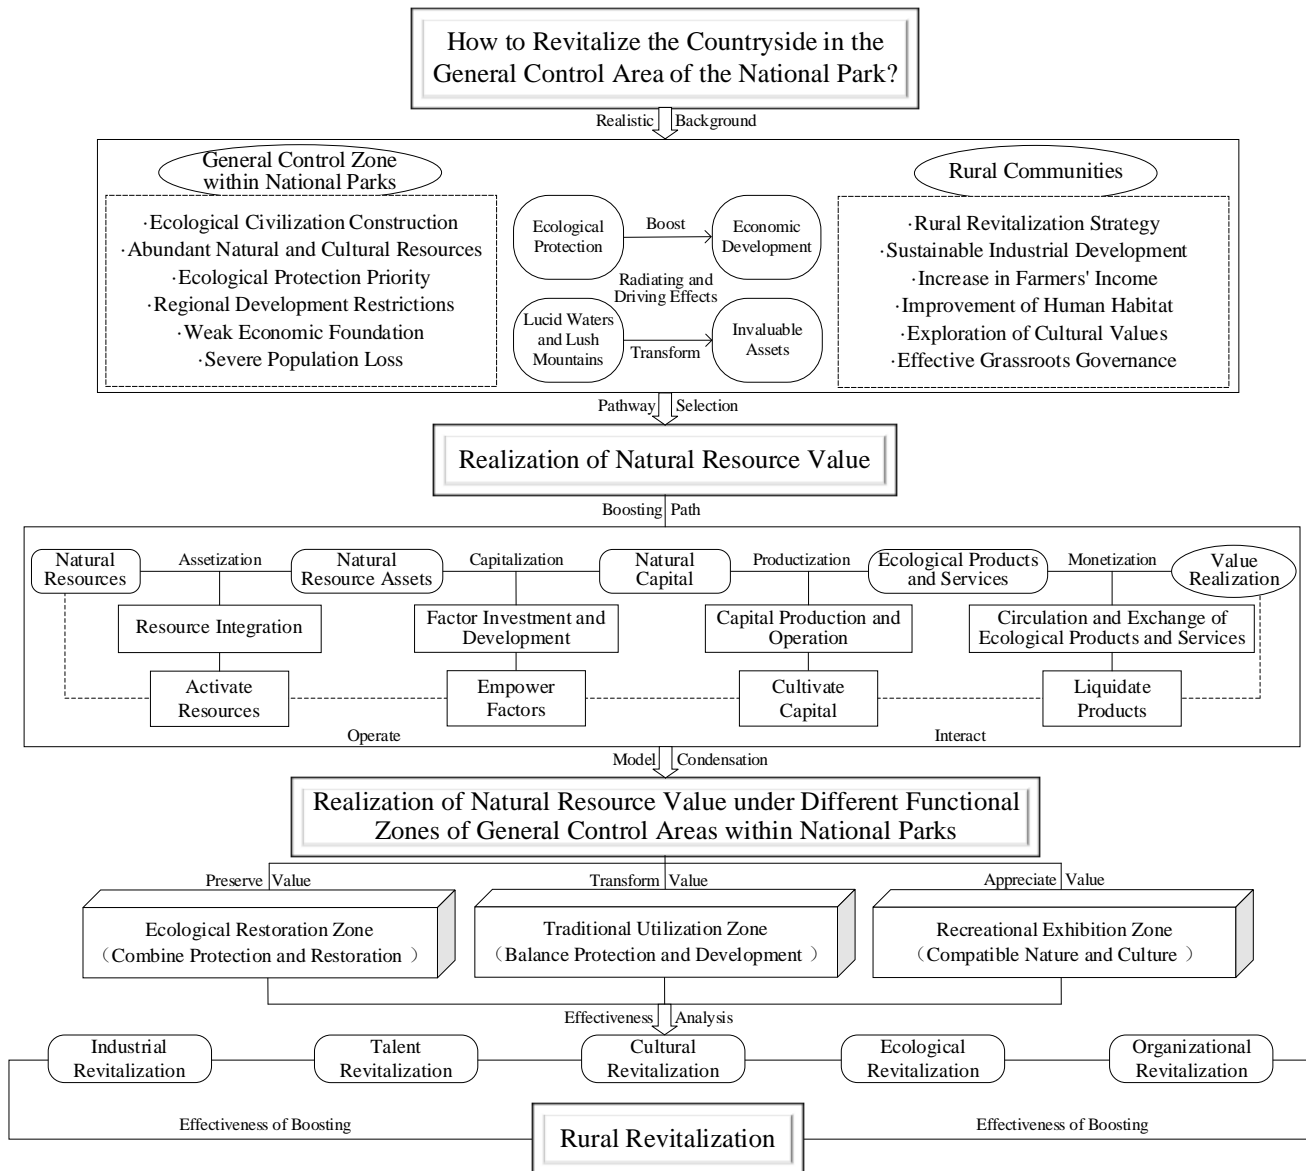 How to Revitalize the Countryside in the
General Control Area of the National Park?
Realistic Background
General Control Zone
within National Parks
·Ecological Civilization Construction
·Abundant Natural and Cultural Resources
·Ecological Protection Priority
·Regional Development Restrictions
·Weak Economic Foundation
·Severe Population Loss
Ecological
Protection
Boost
Economic
Development
Radiating and
Driving Effects
Lucid Waters
and Lush
Mountains
Transform
Invaluable
Assets
Rural Communities
·Rural Revitalization Strategy
·Sustainable Industrial Development
·Increase in Farmers' Income
·Improvement of Human Habitat
·Exploration of Cultural Values
·Effective Grassroots Governance
Pathway Selection
Realization of Natural Resource Value
Boosting Path
Natural
Resources
Assetization
Natural
Resource Assets
Capitalization
Natural
Capital
Productization
Ecological Products
and Services
Monetization
Value
Realization
Resource Integration
Factor Investment and
Development
Capital Production and
Operation
Circulation and Exchange of
Ecological Products and Services
Activate
Resources
Empower
Factors
Cultivate
Capital
Liquidate
Products
Operate
Interact
Model Condensation
Realization of Natural Resource Value under Different Functional
Zones of General Control Areas within National Parks
Preserve Value
Transform Value
Appreciate Value
Ecological Restoration Zone
（Combine Protection and Restoration ）
Traditional Utilization Zone
（Balance Protection and Development ）
Recreational Exhibition Zone
（Compatible Nature and Culture ）
Effectiveness Analysis
Industrial
Revitalization
Talent
Revitalization
Cultural
Revitalization
Ecological
Revitalization
Organizational
Revitalization
Effectiveness of Boosting
Rural Revitalization
Effectiveness of Boosting